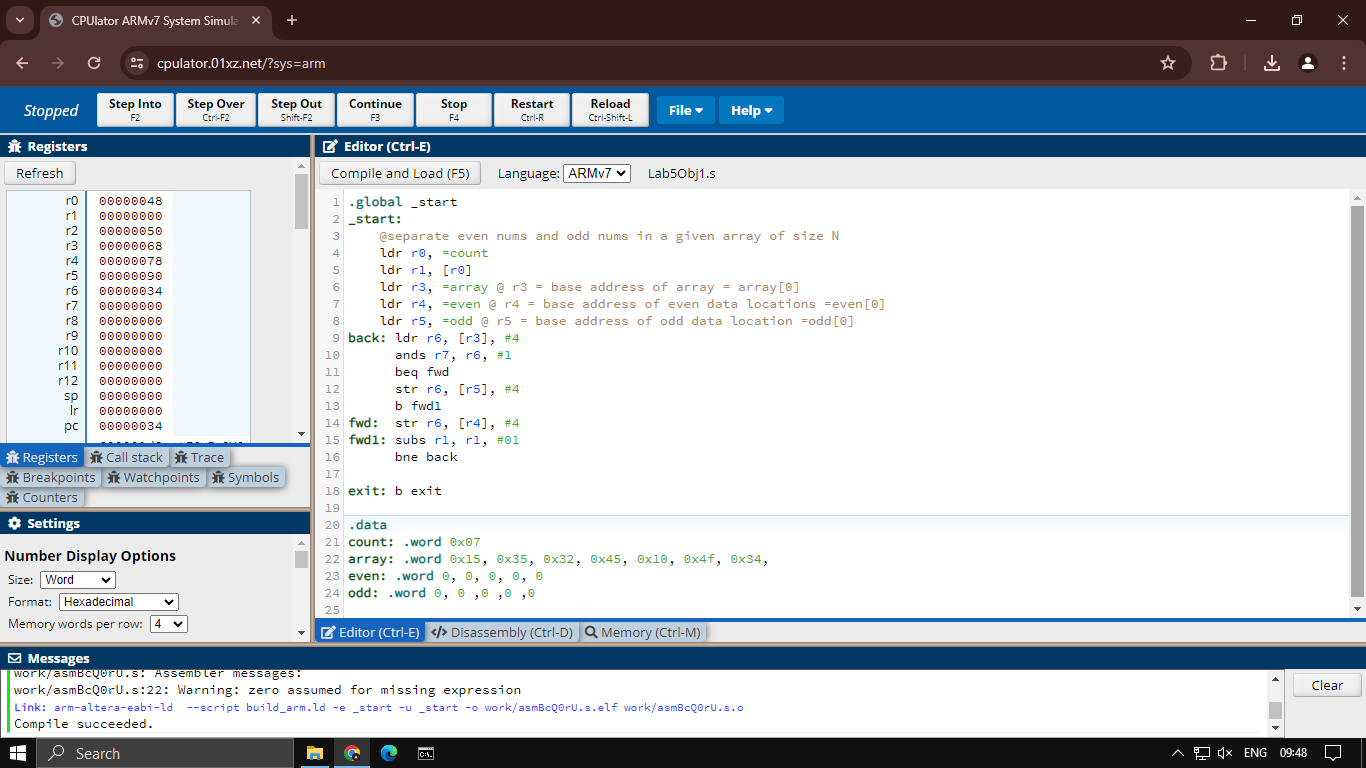 CPUlator ARMv7 System Simula
cpulator.01xz.net/?sys=arm
Stopped
Step Into
F2
Step Over
Ctrl-F2
Step Out
Shift-F2
Continue
F3
Stop
F4
Restart
Ctrl-R
Reload
Ctrl-Shift-L
File
Help
Registers
Refresh
r0 00000048
r1 00000000
r2 00000050
r3 00000068
r4 00000078
r5 00000090
r6 00000034
r7 00000000
r8 00000000
r9 00000000
r10 00000000
r11 00000000
r12 00000000
sp 00000000
lr 00000000
pc 00000034
Registers Call stack Trace
Breakpoints Watchpoints Symbols
Counters
Settings
Number Display Options
Size: Word
Format: Hexadecimal
Memory words per row: 4
Editor (Ctrl-E)
Compile and Load (F5) Language: ARMv7 Lab5Obj1.s
1 .global _start
2 _start:
3 @separate even nums and odd nums in a given array of size N
4 ldr r0, =count
5 ldr r1, [r0]
6 ldr r3, =array @ r3 = base address of array = array[0]
7 ldr r4, =even @ r4 = base address of even data locations =even[0]
8 ldr r5, =odd @ r5 = base address of odd data location =odd[0]
9 back: ldr r6, [r3], #4
10 ands r7, r6, #1
11 beq fwd
12 str r6, [r5], #4
13 b fwd1
14 fwd: str r6, [r4], #4
15 fwd1: subs r1, r1, #01
16 bne back
17
18 exit: b exit
19
20 .data
21 count: .word 0x07
22 array: .word 0x15, 0x35, 0x32, 0x45, 0x10, 0x4f, 0x34,
23 even: .word 0, 0, 0, 0, 0
24 odd: .word 0, 0 ,0 ,0 ,0
25
Editor (Ctrl-E) Disassembly (Ctrl-D) Memory (Ctrl-M)
Messages
work/asmBcQ0rU.s: Assembler messages:
work/asmBcQ0rU.s:22: Warning: zero assumed for missing expression
Link: arm-altera-eabi-ld --script build_arm.ld -e _start -u _start -o work/asmBcQ0rU.s.elf work/asmBcQ0rU.s.o
Compile succeeded.
Clear
Search
ENG 09:48